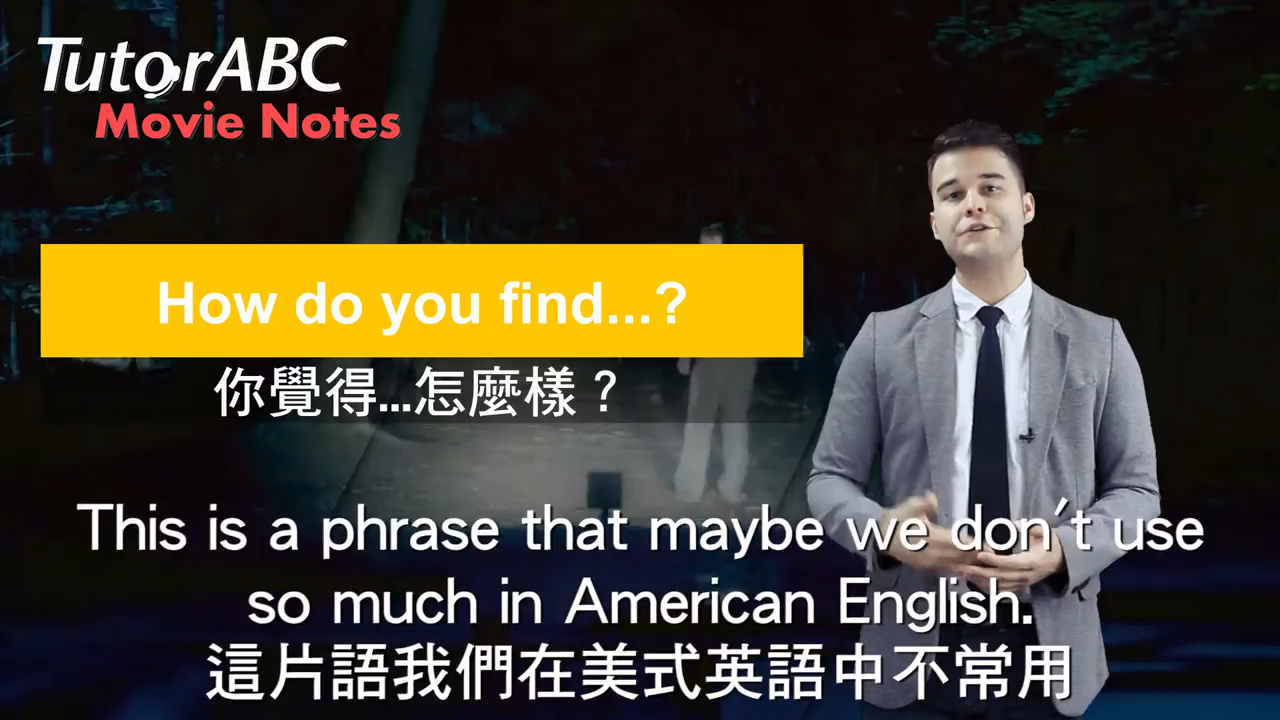 TutorABC
Movie Notes
How do you find...?
你覺得...怎麼樣？
This is a phrase that maybe we don't use
so much in American English.
這片語我們在美式英語中不常用